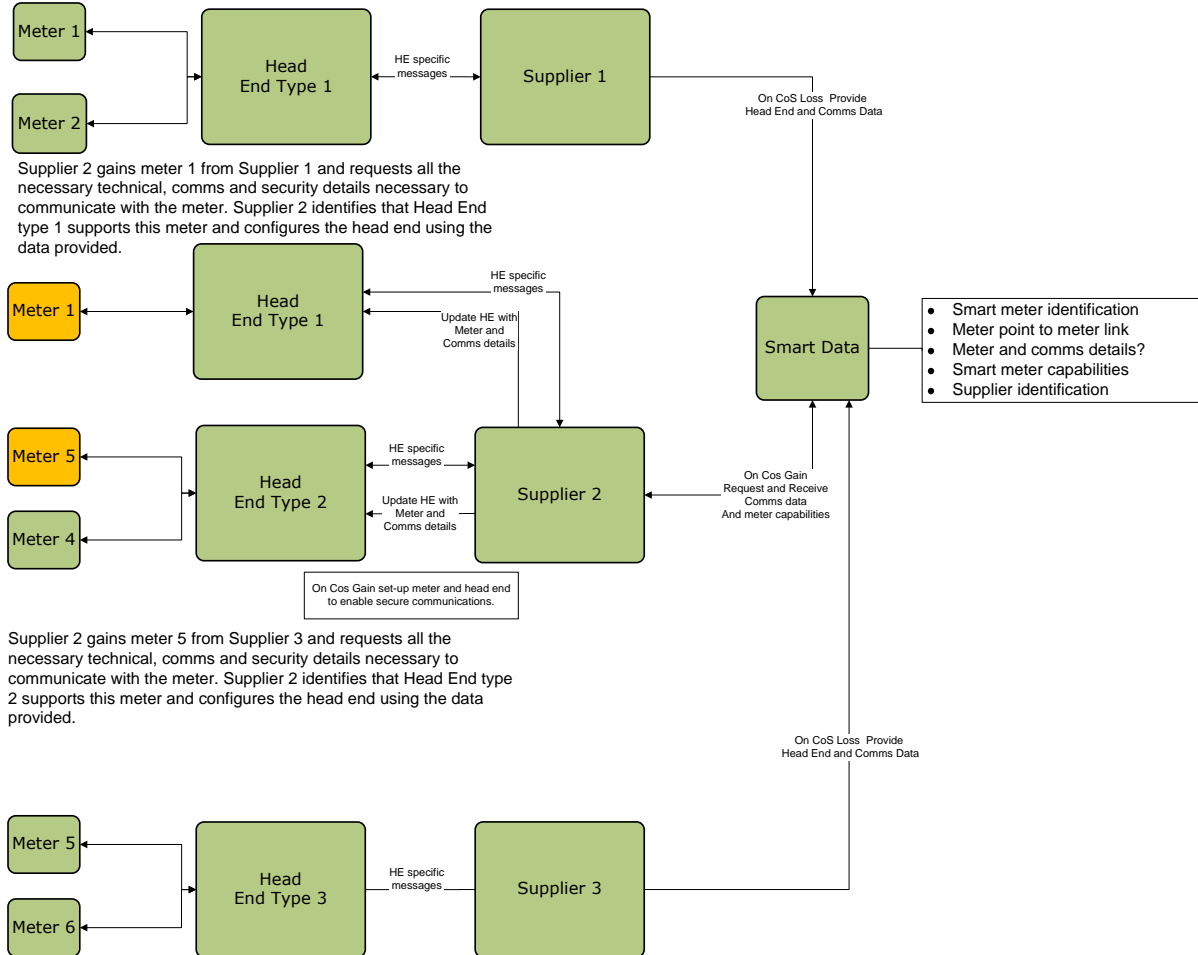 Meter 1
Meter 2
Head
End Type 1
HE specific
messages
Supplier 1
On CoS Loss  Provide
Head End and Comms Data
Supplier 2 gains meter 1 from Supplier 1 and requests all the
necessary technical, comms and security details necessary to
communicate with the meter. Supplier 2 identifies that Head End
type 1 supports this meter and configures the head end using the
data provided.
Meter 1
Head
End Type 1
HE specific
messages
Update HE with
Meter and
Comms details
Smart Data
• Smart meter identification
• Meter point to meter link
• Meter and comms details?
• Smart meter capabilities
• Supplier identification
Meter 5
Meter 4
Head
End Type 2
HE specific
messages
Update HE with
Meter and
Comms details
Supplier 2
On Cos Gain
Request and Receive
Comms data
And meter capabilities
On Cos Gain set-up meter and head end
to enable secure communications.
Supplier 2 gains meter 5 from Supplier 3 and requests all the
necessary technical, comms and security details necessary to
communicate with the meter. Supplier 2 identifies that Head End type
2 supports this meter and configures the head end using the data
provided.
On CoS Loss  Provide
Head End and Comms Data
Meter 5
Meter 6
Head
End Type 3
HE specific
messages
Supplier 3